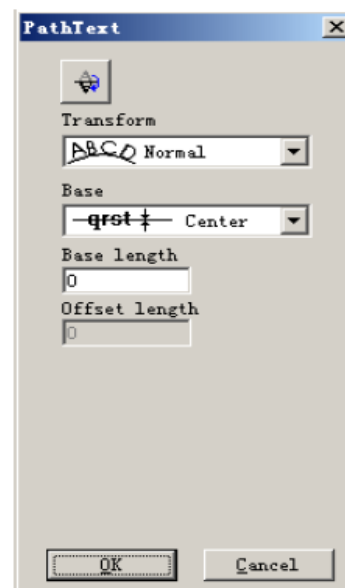 PathText
Transform
ABCD Normal
Base
qrst Center
Base length
0
Offset length
0
OK
Cancel